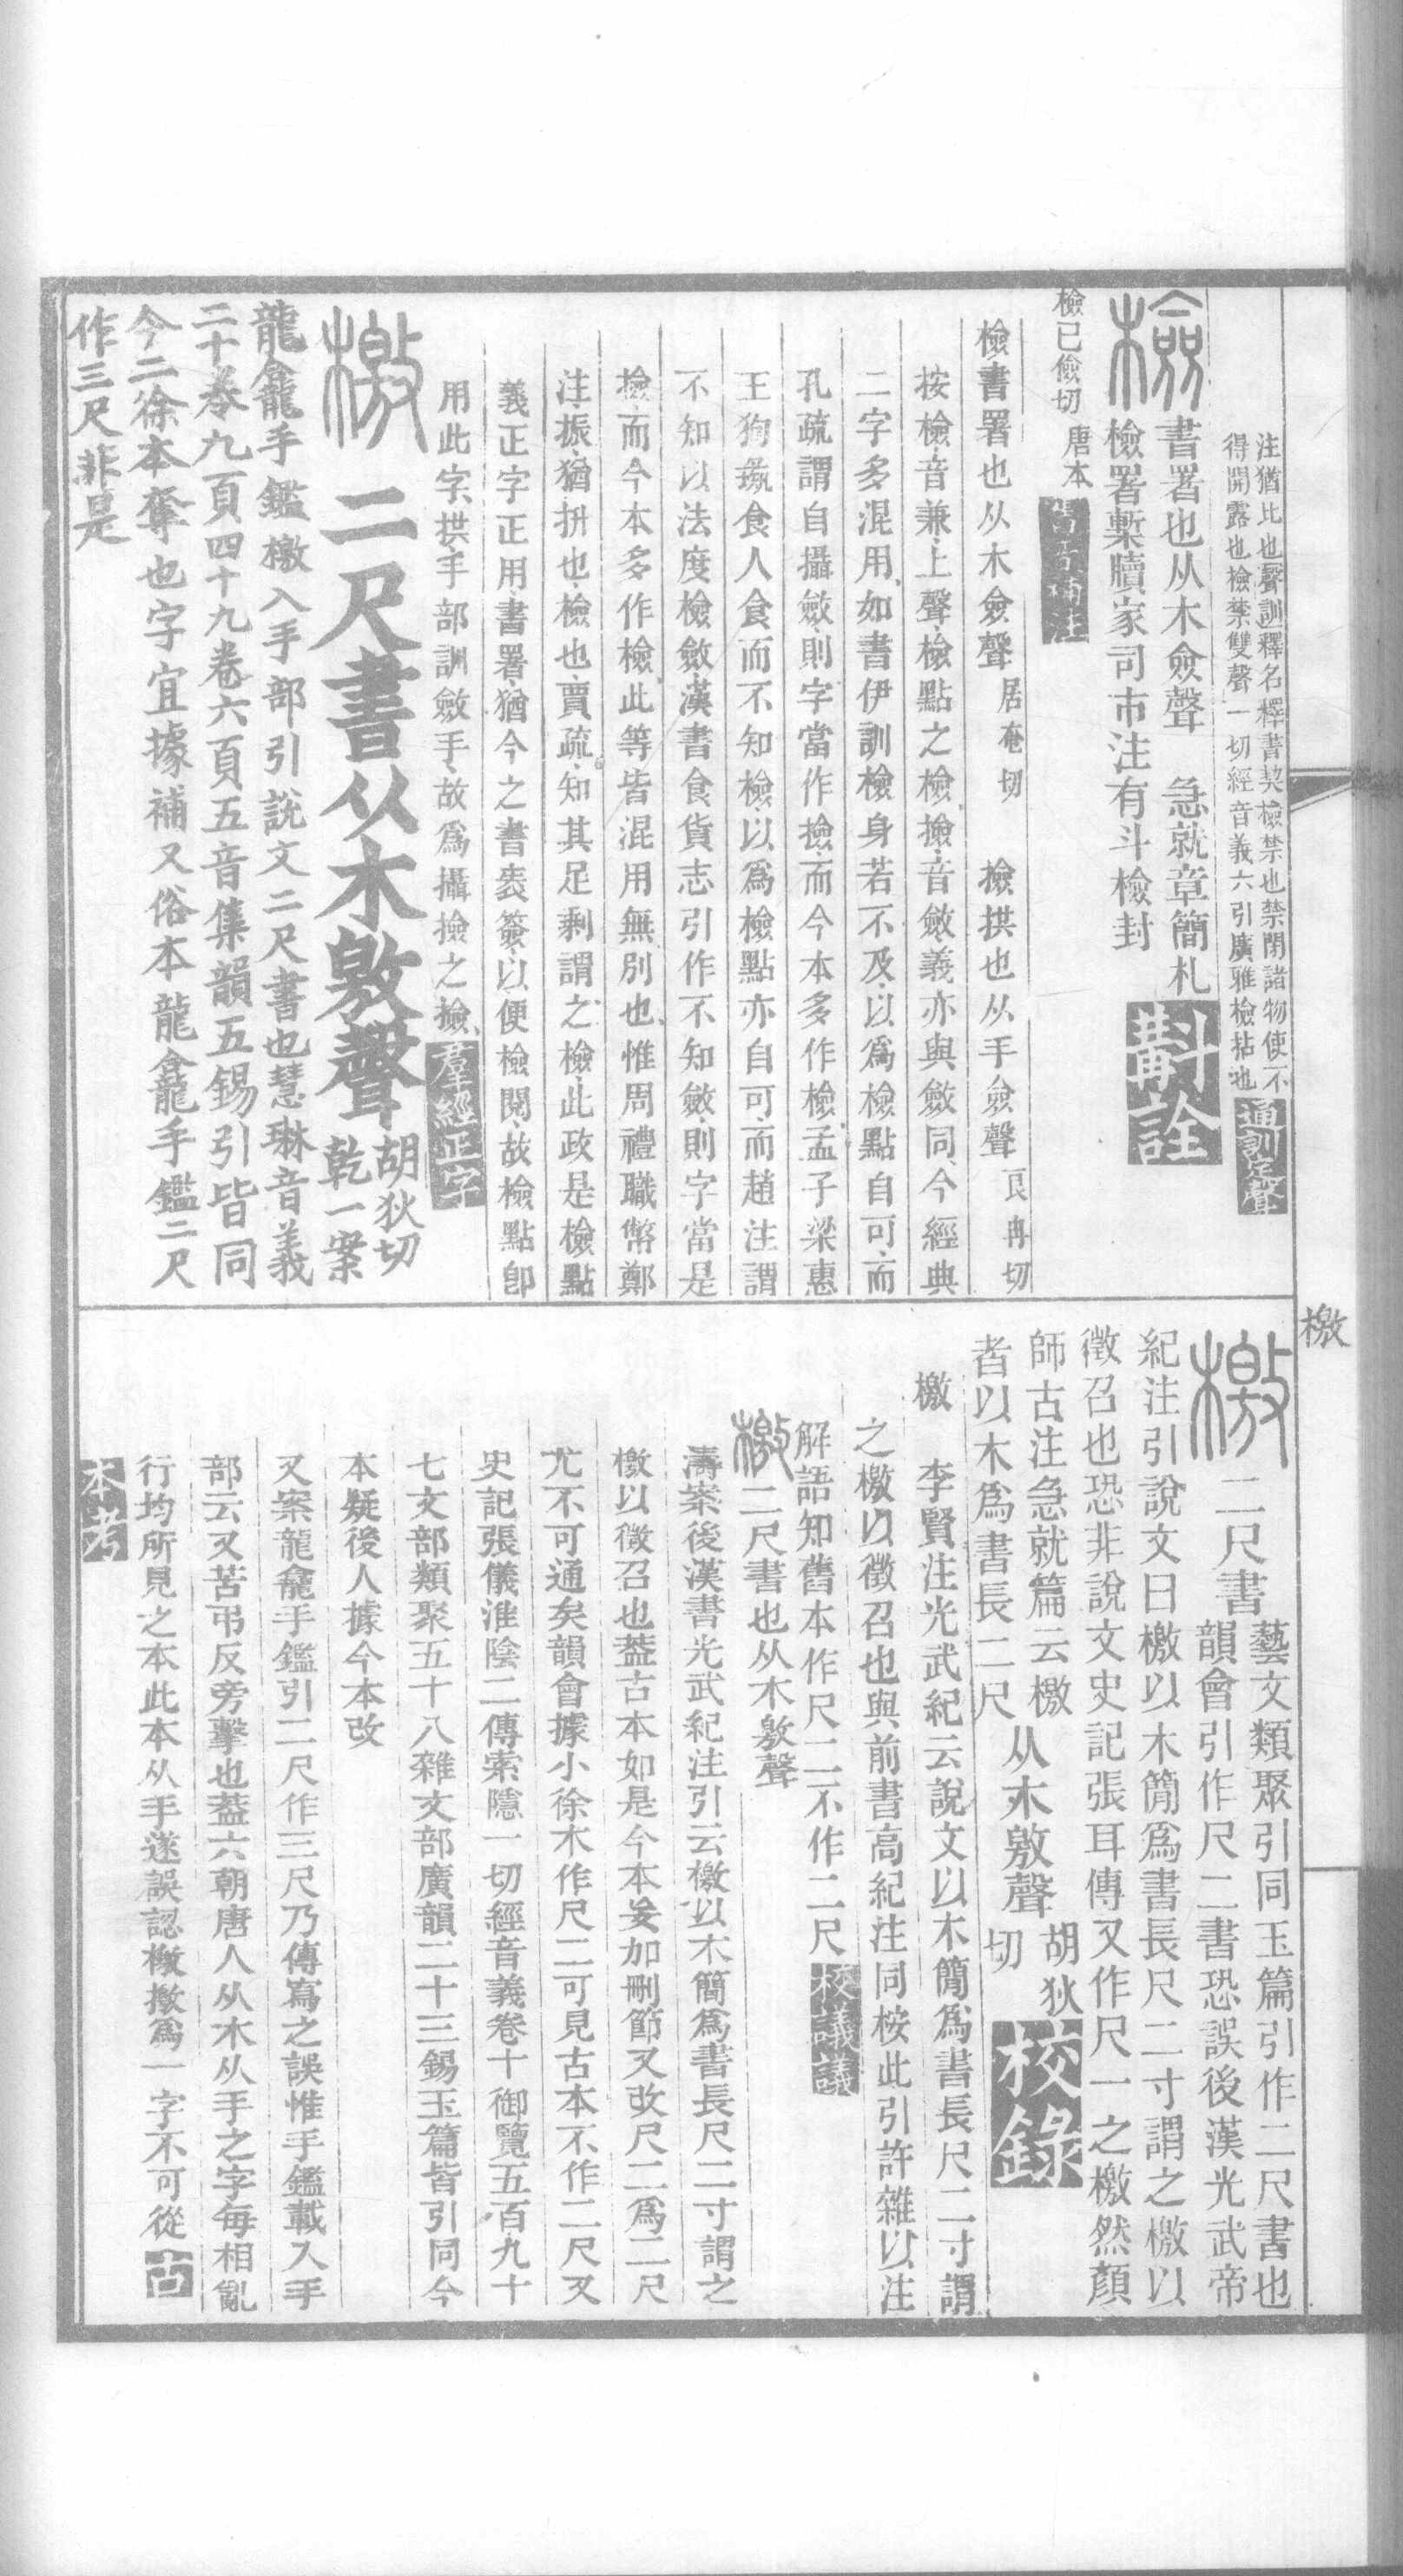 注猶比也聲訓釋名釋書契檢禁也禁閉諸物使不
得開露也檢禁雙聲一切經音義六引廣雅檢拈也通訓定聲
檢書署也从木僉聲 急就章簡札
檢署槧牘家司市注有斗檢封
斠詮
檢已儉切
唐本
檢書署也从木僉聲居奄切 撿拱也从手僉聲良冉切
按檢音兼上聲檢點之檢撿音斂義亦與斂同今經典
二字多混用如書伊訓檢身若不及以爲檢點自可而
孔疏謂自攝斂則字當作撿而今本多作檢孟子梁惠
王狗彘食人食而不知檢以爲檢點亦自可而趙注謂
不知以法度檢斂漢書食貨志引作不知斂則字當是
撿而今本多作檢此等皆混用無別也惟周禮職幣鄭
注振猶抍也檢也賈疏知其足剩謂之檢此政是檢點
義正字正用書署猶今之書裘簽以便檢閱故檢點卽
用此字拱手部訓斂手故爲攝撿之撿羣經正字
檄 二尺書从木敫聲胡狄切
乾一案
龍龕手鑑檄入手部引說文二尺書也慧琳音義
二十卷九頁四十九卷六頁五音集韻五錫引皆同
今二徐本奪也字宜據補又俗本龍龕手鑑二尺
作三尺非是
檄
檄二尺書藝文類聚引同玉篇引作二尺書也
韻會引作尺二書恐誤後漢光武帝
紀注引說文曰檄以木簡爲書長尺二寸謂之檄以
徵召也恐非說文史記張耳傳又作尺一之檄然顏
師古注急就篇云檄
者以木爲書長二尺
从木敫聲胡狄切校錄
檄 李賢注光武紀云說文以木簡爲書長尺二寸謂
之檄以徵召也與前書高紀注同桉此引許雜以注
解語知舊本作尺二不作二尺校議議
檄二尺書也从木敫聲
濤案後漢書光武紀注引云檄以木簡爲書長尺二寸謂之
檄以徵召也葢古本如是今本妄加刪節又改尺二爲二尺
尤不可通矣韻會據小徐本作尺二可見古本不作二尺又
史記張儀淮陰二傳索隱一切經音義卷十御覽五百九十
七文部類聚五十八雜文部廣韻二十三錫玉篇皆引同今
本疑後人據今本改
又案龍龕手鑑引二尺作三尺乃傳寫之誤惟手鑑載入手
部云又苦弔反旁擊也葢六朝唐人从木从手之字每相亂
行均所見之本此本从手遂誤認檄撽爲一字不可從古
本考